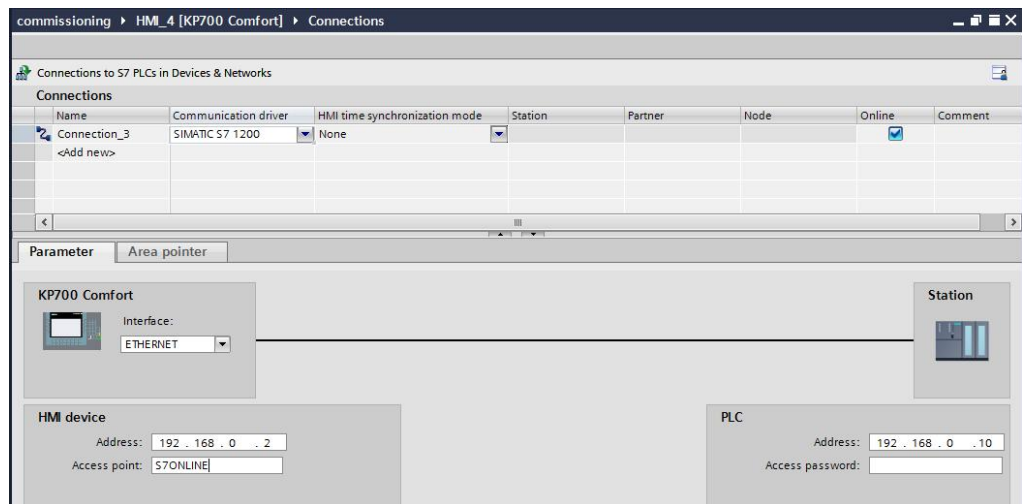 commissioning ▸ HMI_4 [KP700 Comfort] ▸ Connections
Connections to S7 PLCs in Devices & Networks
Connections
Name Communication driver HMI time synchronization mode Station Partner Node Online Comment
Connection_3 SIMATIC S7 1200 None
<Add new>
Parameter Area pointer
KP700 Comfort Station
Interface:
ETHERNET
HMI device PLC
Address: 192 . 168 . 0 . 2 Address: 192 . 168 . 0 .10
Access point: S7ONLINE Access password: